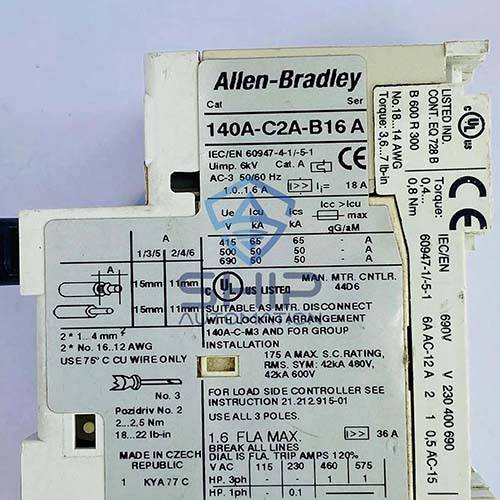 Allen-Bradley
Cat Ser
140A-C2A-B16 A
IEC/EN 60947-4-1/-5-1
Uimp. 6kV Cat. A
AC-3 50/60 Hz
1.0..1.6 A I>> Ii= 18 A
Ue Icu Ics Icc >Icu
V kA kA max
gG/aM
415 65 65 - A
500 50 50 - A
690 50 50 - A
A
A 1/3/5 2/4/6
15mm 11mm
15mm 11mm
2 * 1...4 mm²
2 * No. 16..12 AWG
USE 75°C CU WIRE ONLY
No. 3
Pozidriv No. 2
2...2,5 Nm
18...22 lb-in
MADE IN CZECH
REPUBLIC
1 KYA 77 C
C UL US LISTED MAN. MTR. CNTLR.
44D6
SUITABLE AS MTR. DISCONNECT
WITH LOCKING ARRANGEMENT
140A-C-M3 AND FOR GROUP
INSTALLATION
175 A MAX. S.C. RATING,
RMS. SYM: 42kA 480V,
42kA 600V
FOR LOAD SIDE CONTROLLER SEE
INSTRUCTION 21.212.915-01
USE ALL 3 POLES.
1.6 FLA MAX. I>> 36 A
BREAK ALL LINES
DIAL IS FLA. TRIP AMPS 120%
V AC 115 230 460 575
HP. 3ph - - 1 1
HP. 1ph - 0.1
LISTED IND.
CONT. EQ 728 B
B 600 R 300
No.18...14 AWG
Torque: 3,6...7 lb-in
CE
Torque:
0,4...
0,8 Nm
IEC/EN
60947-1/-5-1
690V V 230 400 690
6A AC-12 A 2 1 0,5 AC-15
SHIP